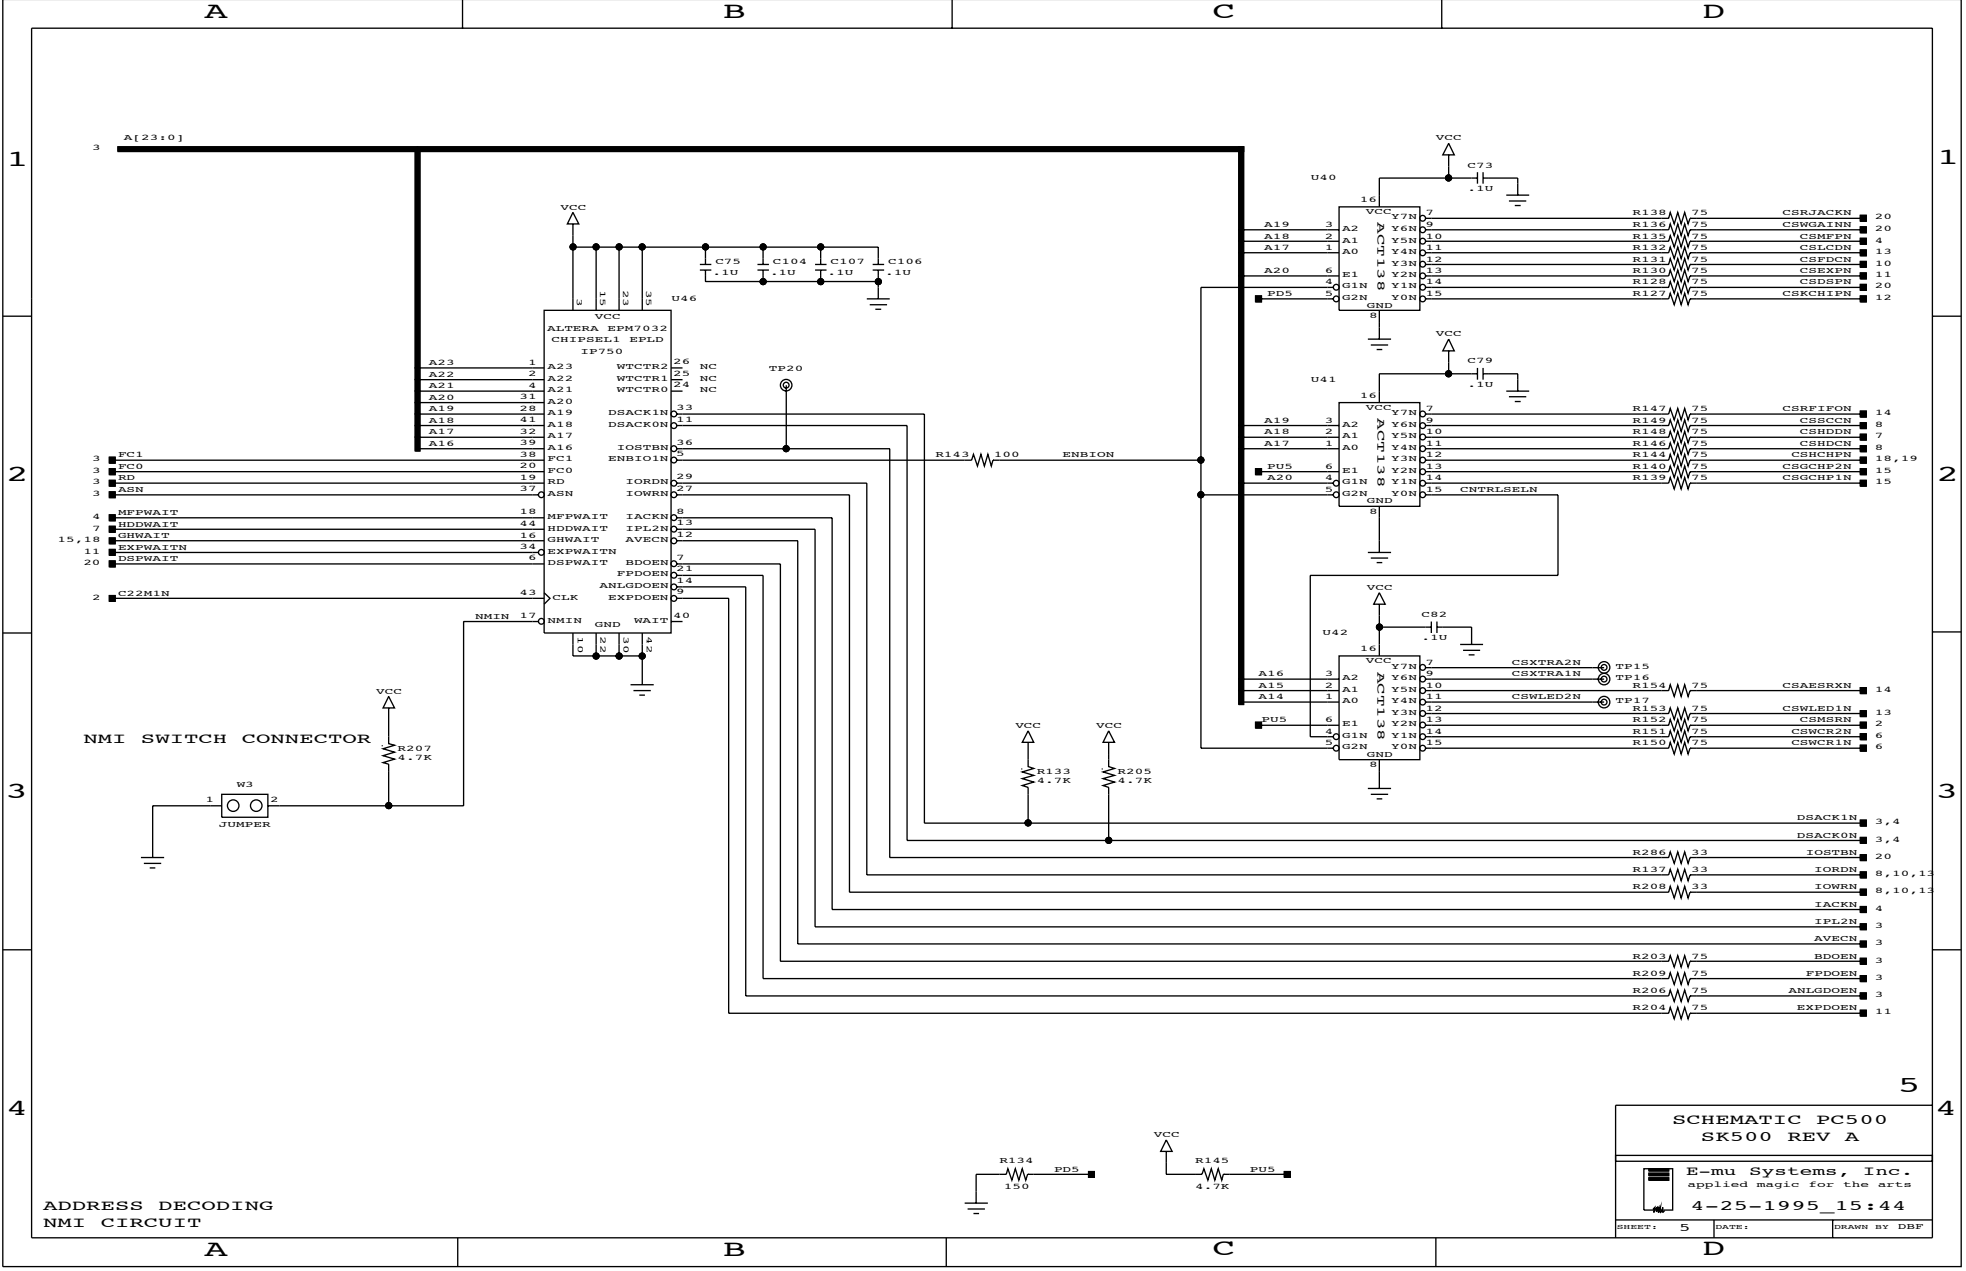 A B C D
1 1
3 A[23:0]
VCC
C73
.1U
U40
16
VCC
A19 3 A2 Y7N 7 R138 75 CSRJACKN 20
A18 2 A1 Y6N 9 R136 75 CSWGAINN 20
A17 1 A0 Y5N 10 R135 75 CSMFPN 4
Y4N 11 R132 75 CSLCDN 13
Y3N 12 R131 75 CSFDCN 10
A20 6 E1 Y2N 13 R130 75 CSEXPN 11
4 G1N Y1N 14 R128 75 CSDSPN 20
PD5 5 G2N Y0N 15 R127 75 CSKCHIPN 12
ACT138
GND
8
VCC
C75 C104 C107 C106
.1U .1U .1U .1U
3 15 23 35
U46
VCC
ALTERA EPM7032
CHIPSEL1 EPLD
IP750
A23 1 A23 WTCTR2 26 NC
A22 2 A22 WTCTR1 25 NC
A21 4 A21 WTCTR0 24 NC
A20 31 A20
A19 28 A19 DSACK1N 33
A18 41 A18 DSACK0N 11
A17 32 A17
A16 39 A16 IOSTBN 36
3 FC1 38 FC1 ENBIO1N 5 R143 100 ENBION
3 FC0 20 FC0
3 RD 19 RD IORDN 29
3 ASN 37 ASN IOWRN 27
4 MFPWAIT 18 MFPWAIT IACKN 8
7 HDDWAIT 44 HDDWAIT IPL2N 13
15,18 GHWAIT 16 GHWAIT AVECN 12
11 EXPWAITN 34 EXPWAITN
20 DSPWAIT 6 DSPWAIT BDOEN 7
FPDOEN 21
ANLGDOEN 14
2 C22M1N 43 CLK EXPDOEN 9
NMIN 17 NMIN WAIT 40
GND
10 22 30 42
TP20
VCC
C79
.1U
U41
16
VCC
A19 3 A2 Y7N 7 R147 75 CSRFIFON 14
A18 2 A1 Y6N 9 R149 75 CSSCCN 8
A17 1 A0 Y5N 10 R148 75 CSHDDN 7
Y4N 11 R146 75 CSHDCN 8
Y3N 12 R144 75 CSHCHPN 18,19
PU5 6 E1 Y2N 13 R140 75 CSGCHP2N 15
A20 4 G1N Y1N 14 R139 75 CSGCHP1N 15
5 G2N Y0N 15 CNTRLSELN
ACT138
GND
8
2 2
VCC
C82
.1U
U42
16
VCC
A16 3 A2 Y7N 7 CSXTRA2N TP15
A15 2 A1 Y6N 9 CSXTRA1N TP16
A14 1 A0 Y5N 10 R154 75 CSAESRXN 14
Y4N 11 CSWLED2N TP17
Y3N 12 R153 75 CSWLED1N 13
PU5 6 E1 Y2N 13 R152 75 CSMSRN 2
4 G1N Y1N 14 R151 75 CSWCR2N 6
5 G2N Y0N 15 R150 75 CSWCR1N 6
ACT138
GND
8
VCC
NMI SWITCH CONNECTOR
R207
4.7K
W3
1 2
JUMPER
VCC VCC
R133 R205
4.7K 4.7K
3 3
DSACK1N 3,4
DSACK0N 3,4
R286 33 IOSTBN 20
R137 33 IORDN 8,10,13
R208 33 IOWRN 8,10,13
IACKN 4
IPL2N 3
AVECN 3
R203 75 BDOEN 3
R209 75 FPDOEN 3
R206 75 ANLGDOEN 3
R204 75 EXPDOEN 11
4 4
5
R134 PD5
150
VCC
R145 PU5
4.7K
ADDRESS DECODING
NMI CIRCUIT
SCHEMATIC PC500
SK500 REV A
E-mu Systems, Inc.
applied magic for the arts
4-25-1995_15:44
SHEET: 5 DATE: DRAWN BY DBF
A B C D